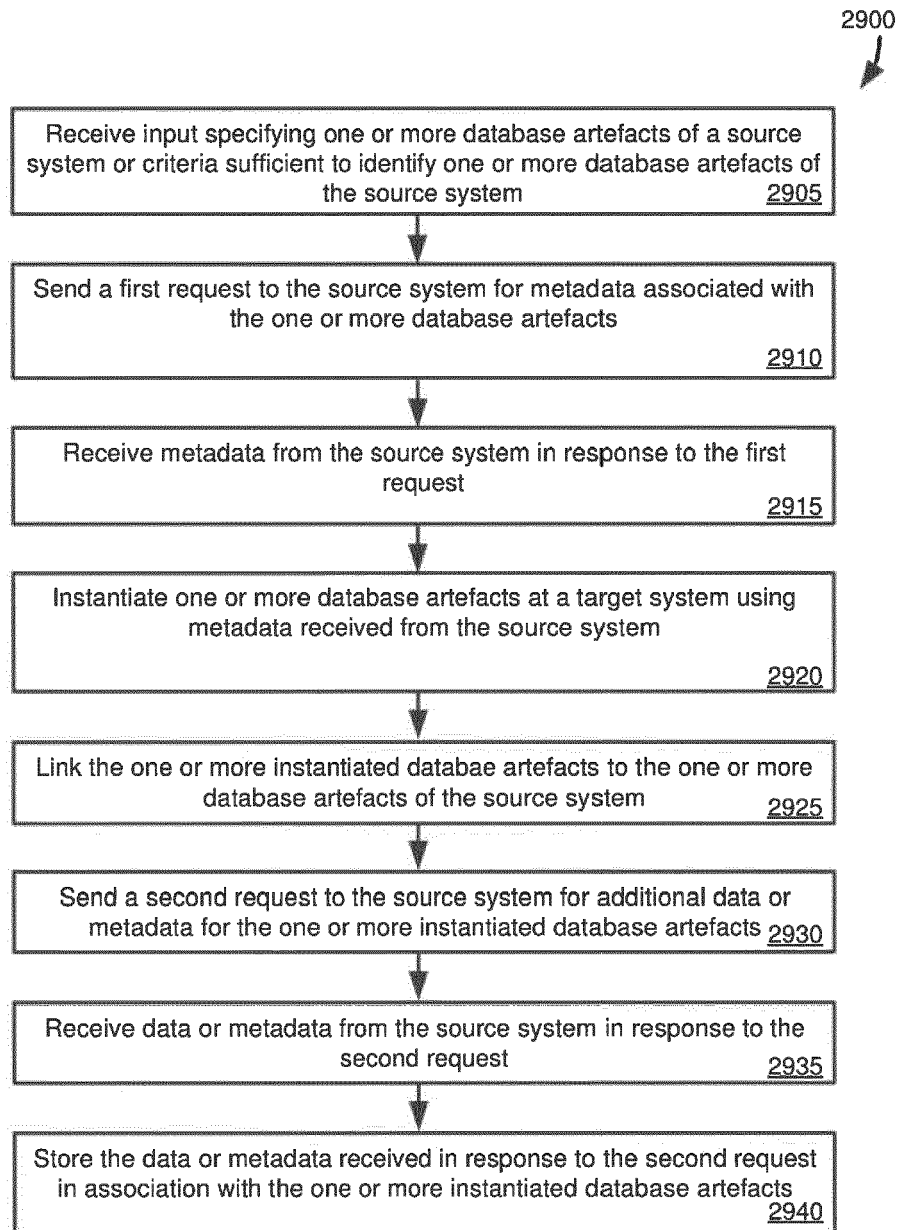 2900
Receive input specifying one or more database artefacts of a source
system or criteria sufficient to identify one or more database artefacts of
the source system
2905
Send a first request to the source system for metadata associated with
the one or more database artefacts
2910
Receive metadata from the source system in response to the first
request
2915
Instantiate one or more database artefacts at a target system using
metadata received from the source system
2920
Link the one or more instantiated databae artefacts to the one or more
database artefacts of the source system
2925
Send a second request to the source system for additional data or
metadata for the one or more instantiated database artefacts
2930
Receive data or metadata from the source system in response to the
second request
2935
Store the data or metadata received in response to the second request
in association with the one or more instantiated database artefacts
2940